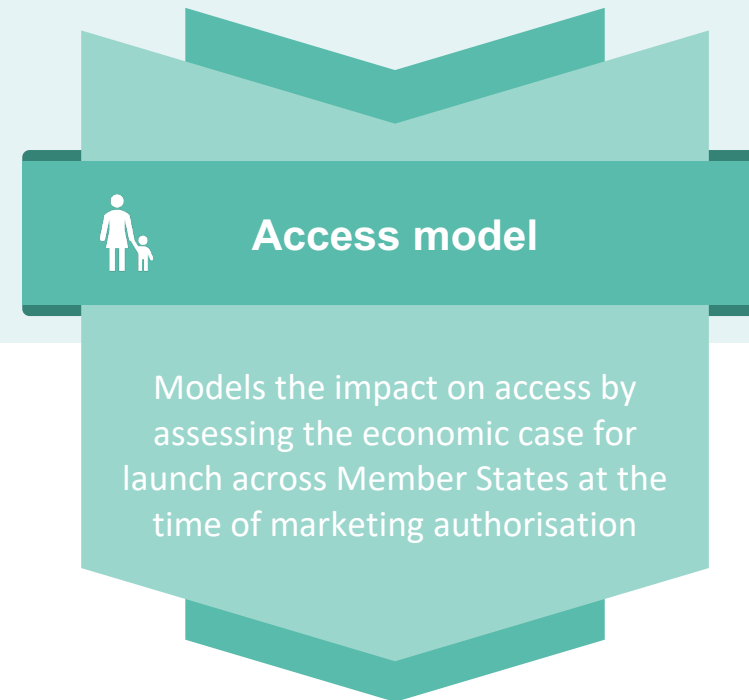 Access model
Models the impact on access by
assessing the economic case for
launch across Member States at the
time of marketing authorisation